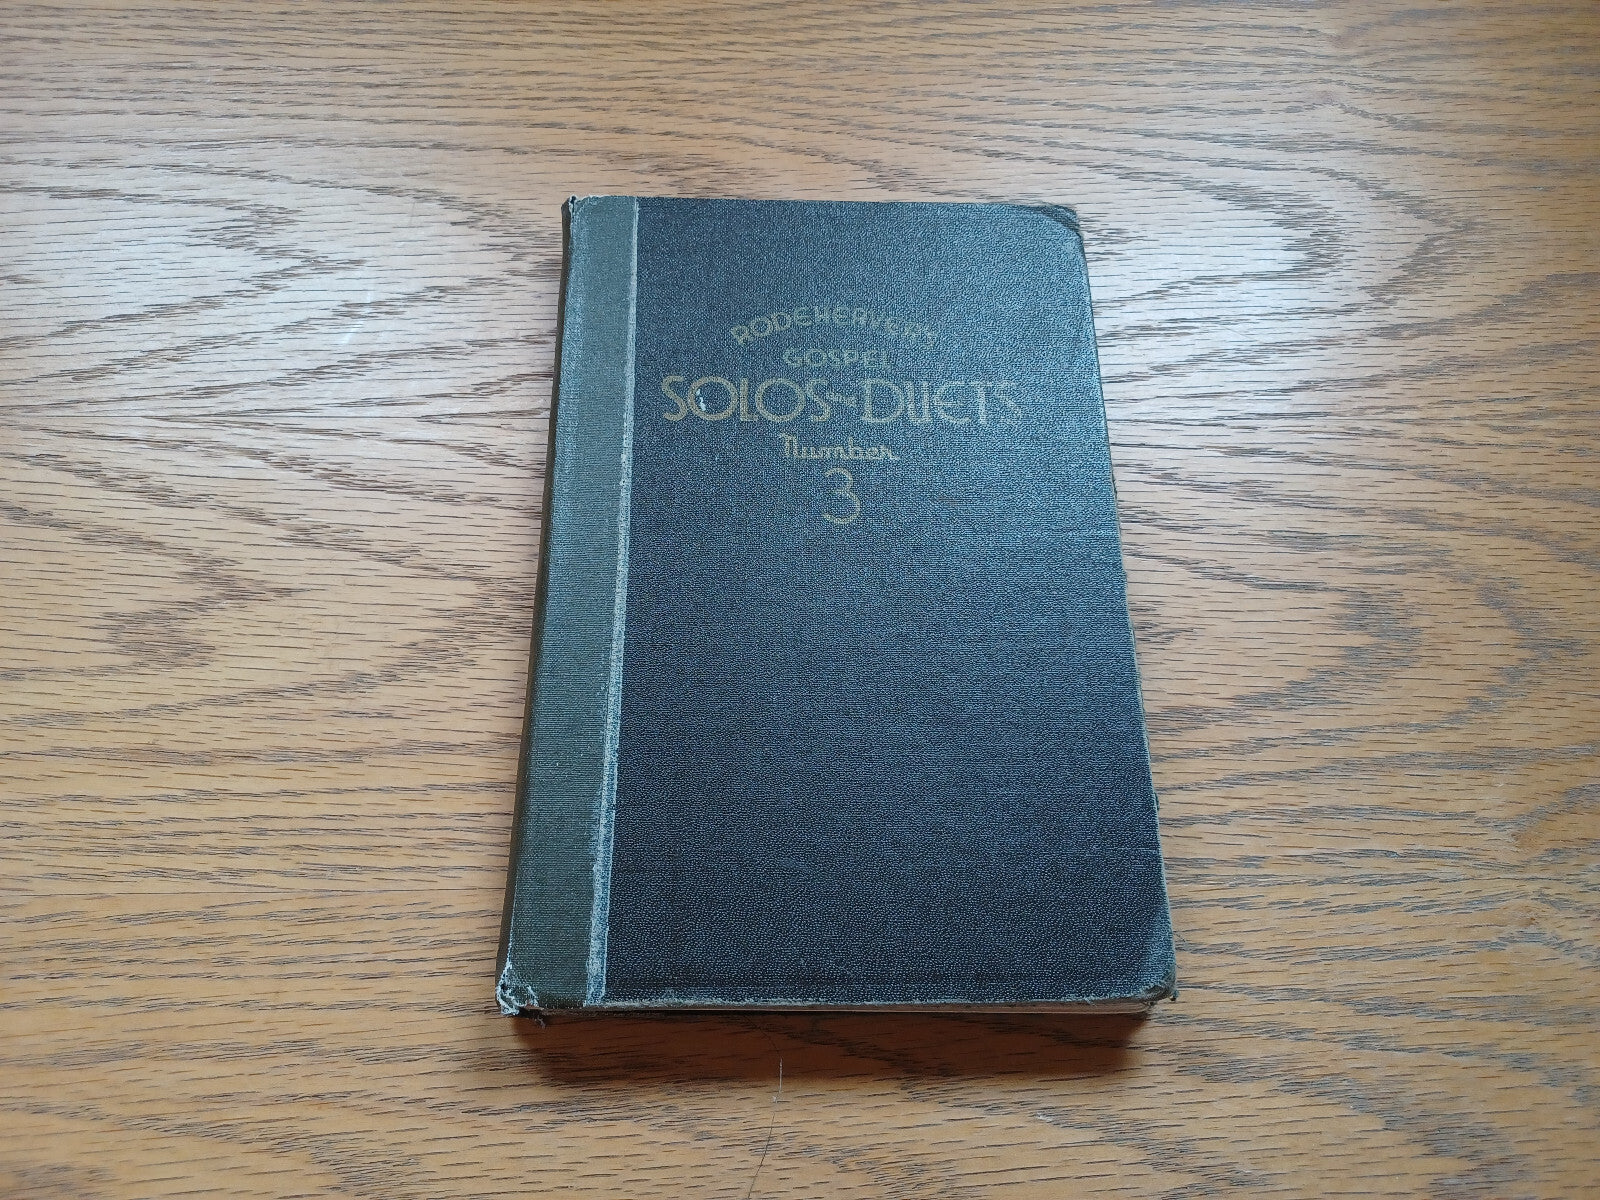 RODEHEAVER'S
GOSPEL
SOLOS and DUETS
Number
3